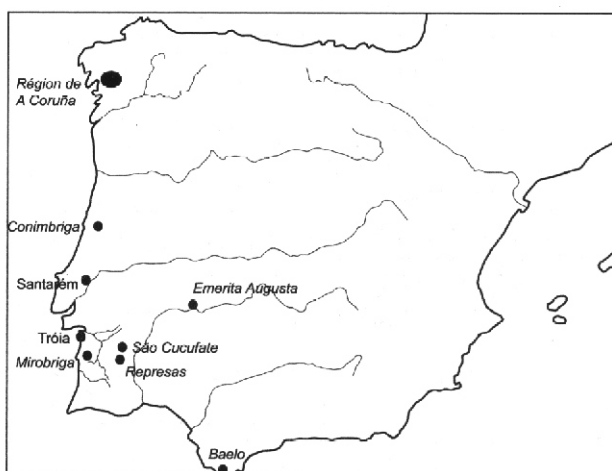 Région de
A Coruña
Conimbriga
Santarém
Emerita Augusta
Tróia
São Cucufate
Mirobriga
Represas
Baelo